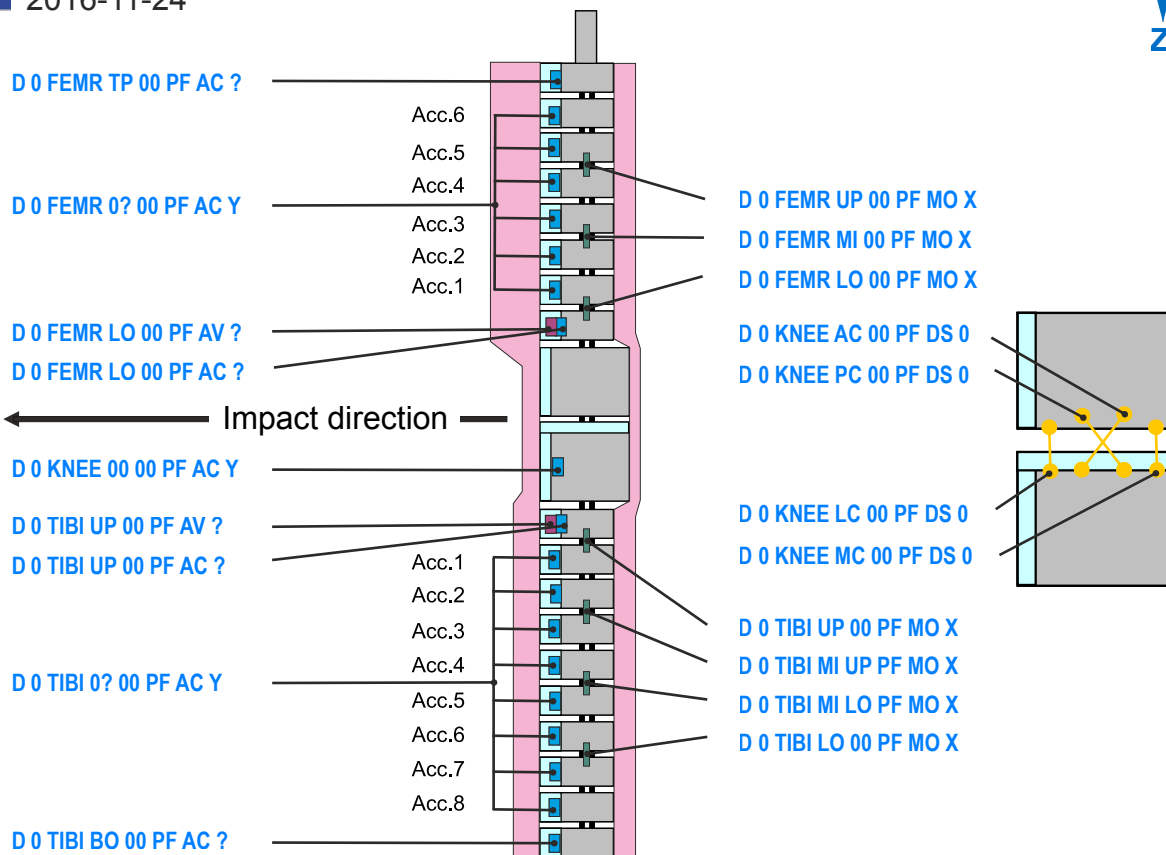 2016-11-24
Z
D 0 FEMR TP 00 PF AC ?
Acc.6
Acc.5
Acc.4
D 0 FEMR 0? 00 PF AC Y
Acc.3
Acc.2
Acc.1
D 0 FEMR LO 00 PF AV ?
D 0 FEMR LO 00 PF AC ?
Impact direction
D 0 KNEE 00 00 PF AC Y
D 0 TIBI UP 00 PF AV ?
D 0 TIBI UP 00 PF AC ?
Acc.1
Acc.2
Acc.3
Acc.4
D 0 TIBI 0? 00 PF AC Y
Acc.5
Acc.6
Acc.7
Acc.8
D 0 TIBI BO 00 PF AC ?
D 0 FEMR UP 00 PF MO X
D 0 FEMR MI 00 PF MO X
D 0 FEMR LO 00 PF MO X
D 0 KNEE AC 00 PF DS 0
D 0 KNEE PC 00 PF DS 0
D 0 KNEE LC 00 PF DS 0
D 0 KNEE MC 00 PF DS 0
D 0 TIBI UP 00 PF MO X
D 0 TIBI MI UP PF MO X
D 0 TIBI MI LO PF MO X
D 0 TIBI LO 00 PF MO X